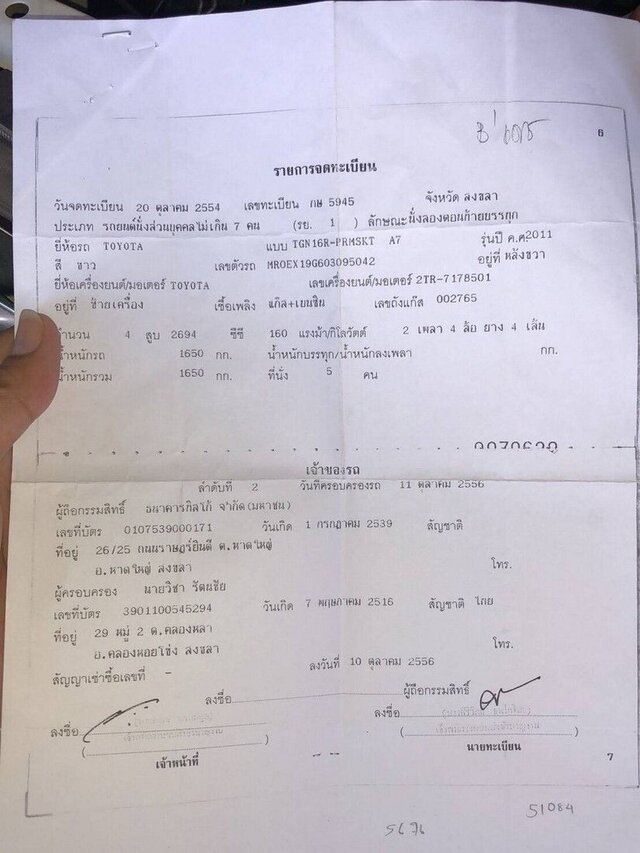 6
รายการจดทะเบียน
วันจดทะเบียน 20 ตุลาคม 2554 เลขทะเบียน กษ 5945 จังหวัด สงขลา
ประเภท รถยนต์นั่งส่วนบุคคลไม่เกิน 7 คน (รย. 1 ) ลักษณะ นั่งสองตอนท้ายบรรทุก
ยี่ห้อรถ TOYOTA แบบ TGN16R-PRMSKT A7 รุ่นปี ค.ศ.2011
สี ขาว เลขตัวรถ MROEX19G603095042 อยู่ที่ หลังขวา
ยี่ห้อเครื่องยนต์/มอเตอร์ TOYOTA เลขเครื่องยนต์/มอเตอร์ 2TR-7178501
อยู่ที่ ซ้ายเครื่อง เชื้อเพลิง แก๊ส+เบนซิน เลขถังแก๊ส 002765
จำนวน 4 สูบ 2694 ซีซี 160 แรงม้า/กิโลวัตต์ 2 เพลา 4 ล้อ ยาง 4 เส้น
น้ำหนักรถ 1650 กก. น้ำหนักบรรทุก/น้ำหนักลงเพลา กก.
น้ำหนักรวม 1650 กก. ที่นั่ง 5 คน
เจ้าของรถ
ลำดับที่ 2 วันที่ครอบครองรถ 11 ตุลาคม 2556
ผู้ถือกรรมสิทธิ์ ธนาคารทิสโก้ จำกัด(มหาชน)
เลขที่บัตร 0107539000171 วันเกิด 1 กรกฎาคม 2539 สัญชาติ
ที่อยู่ 26/25 ถนนราษฎร์ยินดี ต.หาดใหญ่
อ.หาดใหญ่ สงขลา โทร.
ผู้ครอบครอง นายวิชา รัตนชัย
เลขที่บัตร 3901100545294 วันเกิด 7 พฤษภาคม 2516 สัญชาติ ไทย
ที่อยู่ 29 หมู่ 2 ต.คลองหลา
อ.คลองหอยโข่ง สงขลา โทร.
สัญญาเช่าซื้อเลขที่ - ลงวันที่ 10 ตุลาคม 2556
ลงชื่อ ผู้ถือกรรมสิทธิ์
ลงชื่อ ลงชื่อ
เจ้าหน้าที่ นายทะเบียน
7
51084
5676